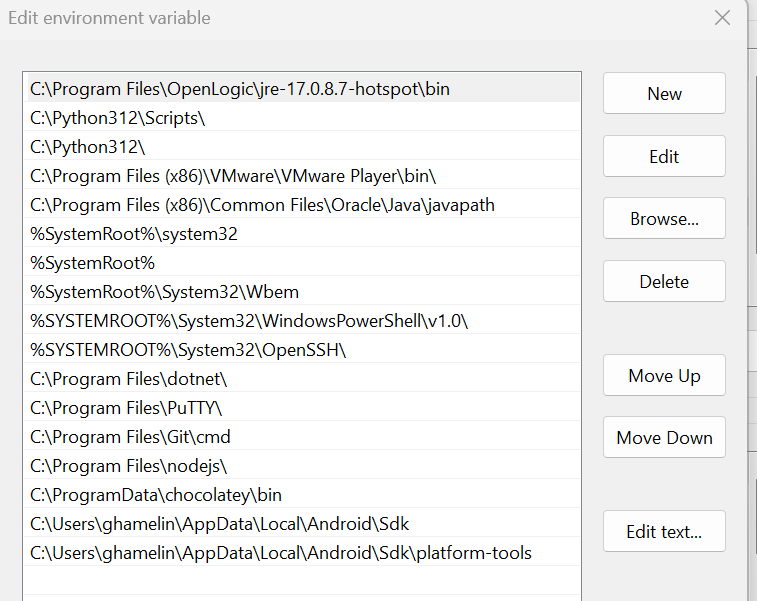 Edit environment variable
C:\Program Files\OpenLogic\jre-17.0.8.7-hotspot\bin
C:\Python312\Scripts\
C:\Python312\
C:\Program Files (x86)\VMware\VMware Player\bin\
C:\Program Files (x86)\Common Files\Oracle\Java\javapath
%SystemRoot%\system32
%SystemRoot%
%SystemRoot%\System32\Wbem
%SYSTEMROOT%\System32\WindowsPowerShell\v1.0\
%SYSTEMROOT%\System32\OpenSSH\
C:\Program Files\dotnet\
C:\Program Files\PuTTY\
C:\Program Files\Git\cmd
C:\Program Files\nodejs\
C:\ProgramData\chocolatey\bin
C:\Users\ghamelin\AppData\Local\Android\Sdk
C:\Users\ghamelin\AppData\Local\Android\Sdk\platform-tools
New
Edit
Browse...
Delete
Move Up
Move Down
Edit text...